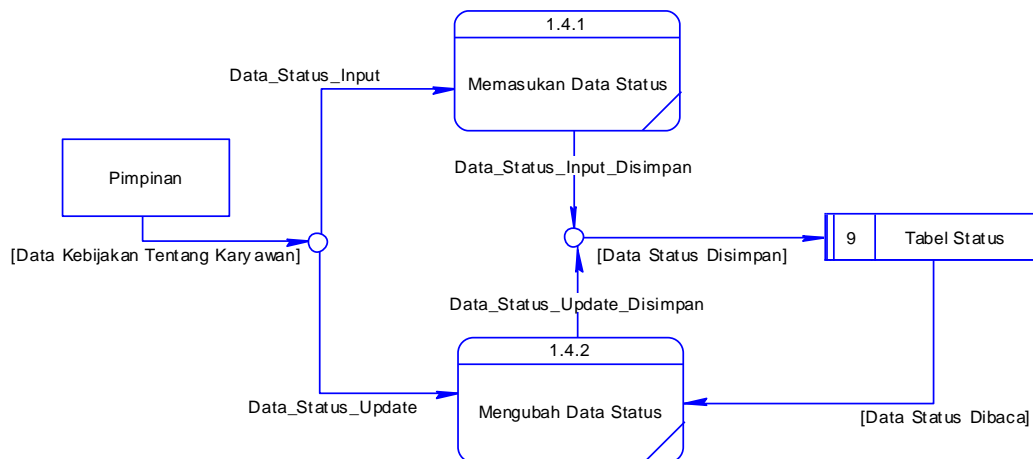 1.4.1
Data_Status_Input
Memasukan Data Status
Pimpinan
Data_Status_Input_Disimpan
[Data Kebijakan Tentang Karyawan]
[Data Status Disimpan]
9
Tabel Status
Data_Status_Update_Disimpan
1.4.2
Data_Status_Update
Mengubah Data Status
[Data Status Dibaca]